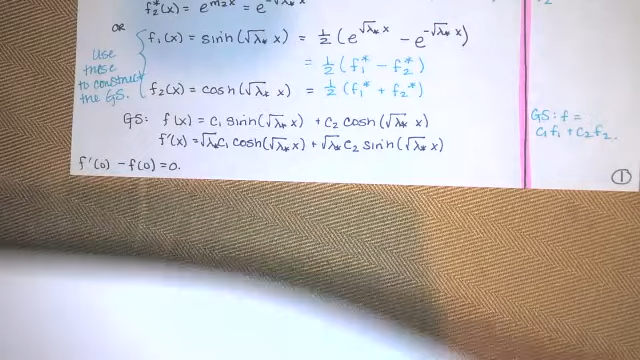 f₂*(x) = e^{m₂x} = e^{-√λ* x}
OR
f₁(x) = sinh(√λ* x) = ½(e^{√λ* x} - e^{-√λ* x})
= ½(f₁* - f₂*)
Use
these
to construct
the GS.
f₂(x) = cosh(√λ* x) = ½(f₁* + f₂*)
GS: f(x) = c₁ sinh(√λ* x) + c₂ cosh(√λ* x)
f'(x) = √λ* c₁ cosh(√λ* x) + √λ* c₂ sinh(√λ* x)
f'(0) - f(0) = 0.
GS: f =
c₁f₁ + c₂f₂.
1